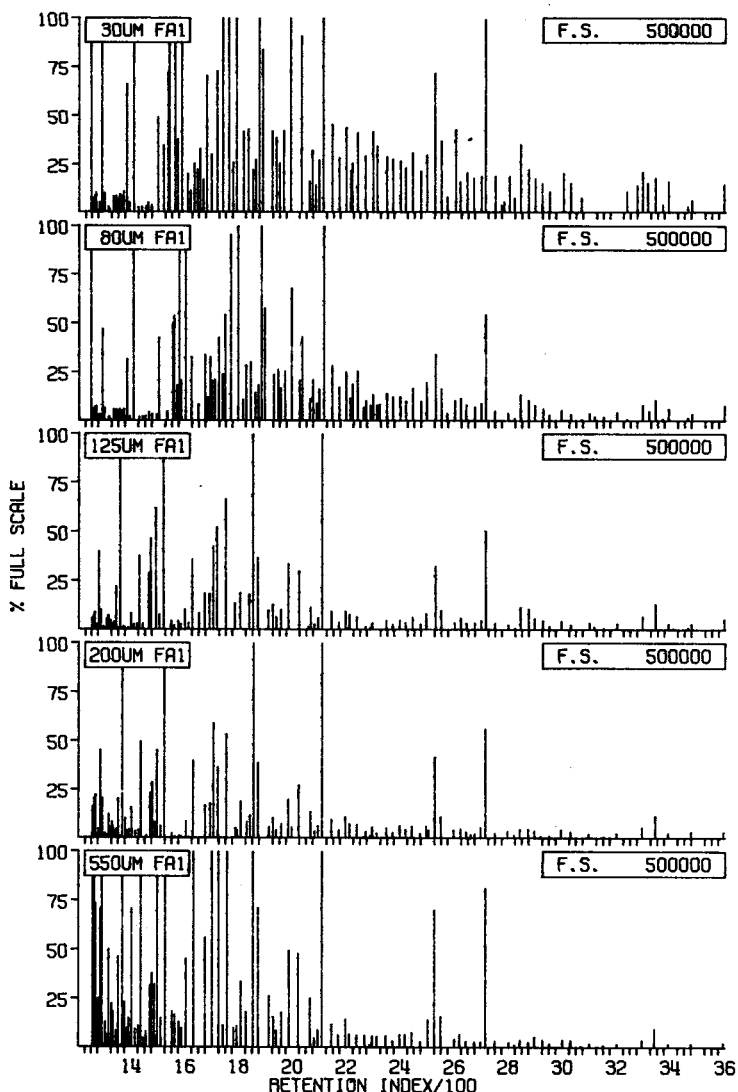 100
30UM FA1
F.S. 500000
75
50
25
100
80UM FA1
F.S. 500000
75
50
25
100
125UM FA1
F.S. 500000
75
50
25
100
200UM FA1
F.S. 500000
75
50
25
100
550UM FA1
F.S. 500000
75
50
25
% FULL SCALE
14 16 18 20 22 24 26 28 30 32 34 36
RETENTION INDEX/100